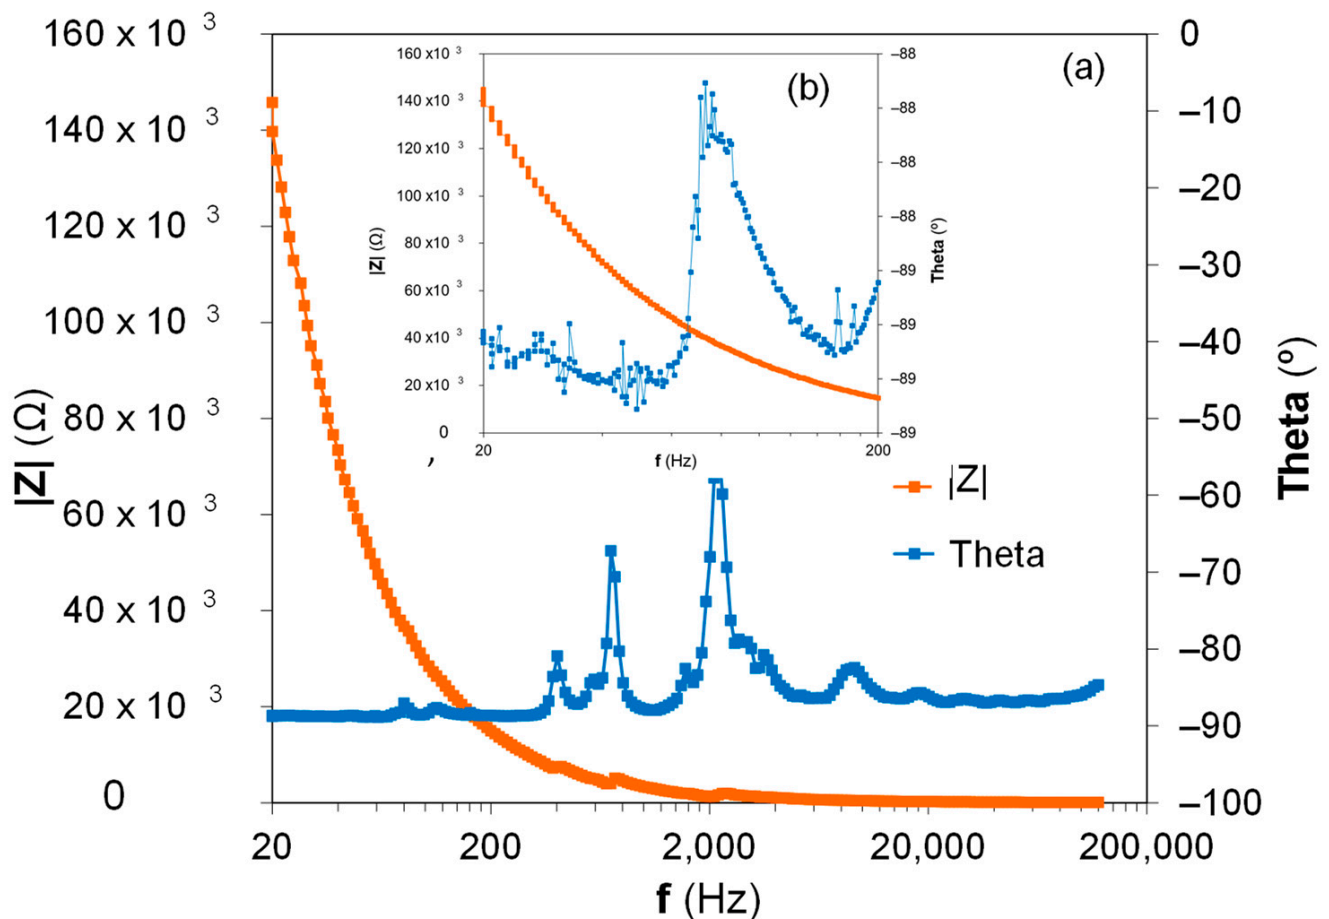 160 x 10 3
140 x 10 3
120 x 10 3
100 x 10 3
80 x 10 3
60 x 10 3
40 x 10 3
20 x 10 3
0
|Z| (Ω)
20
200
2,000
20,000
200,000
f (Hz)
0
–10
–20
–30
–40
–50
–60
–70
–80
–90
–100
Theta (º)
(a)
|Z|
Theta
160 x10 3
140 x10 3
120 x10 3
100 x10 3
80 x10 3
60 x10 3
40 x10 3
20 x10 3
0
|Z| (Ω)
,
20
200
f (Hz)
–88
–88
–88
–88
–89
–89
–89
–89
Theta (º)
(b)